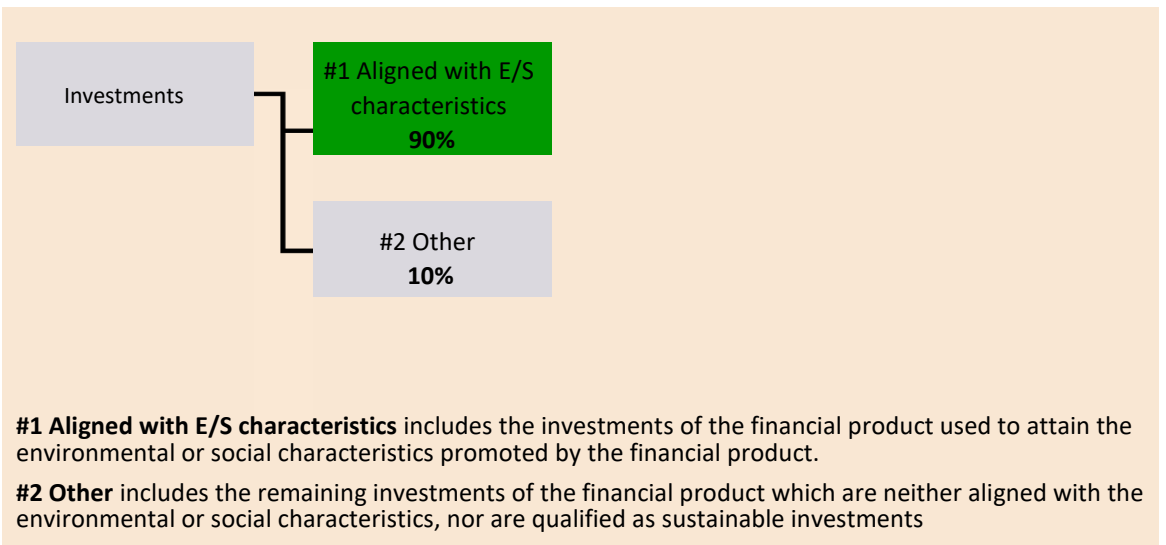 Investments
#1 Aligned with E/S
characteristics
90%
#2 Other
10%
#1 Aligned with E/S characteristics includes the investments of the financial product used to attain the
environmental or social characteristics promoted by the financial product.
#2 Other includes the remaining investments of the financial product which are neither aligned with the
environmental or social characteristics, nor are qualified as sustainable investments